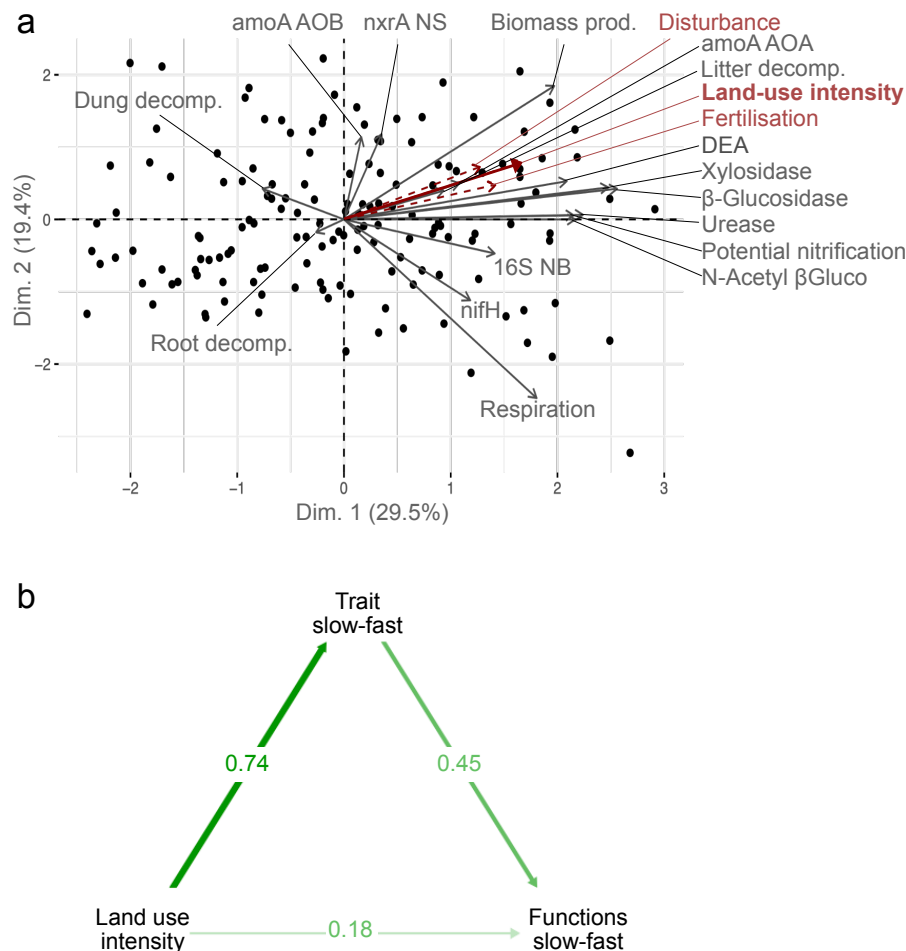 a
amoA AOB
nxrA NS
Biomass prod.
Disturbance
amoA AOA
Litter decomp.
Land-use intensity
Fertilisation
DEA
Xylosidase
β-Glucosidase
Urease
Potential nitrification
N-Acetyl βGluco
Dung decomp.
Root decomp.
16S NB
nifH
Respiration
2
0
−2
Dim. 2 (19.4%)
−2
−1
0
1
2
3
Dim. 1 (29.5%)
b
Trait
slow-fast
0.74
0.45
Land use
intensity
0.18
Functions
slow-fast